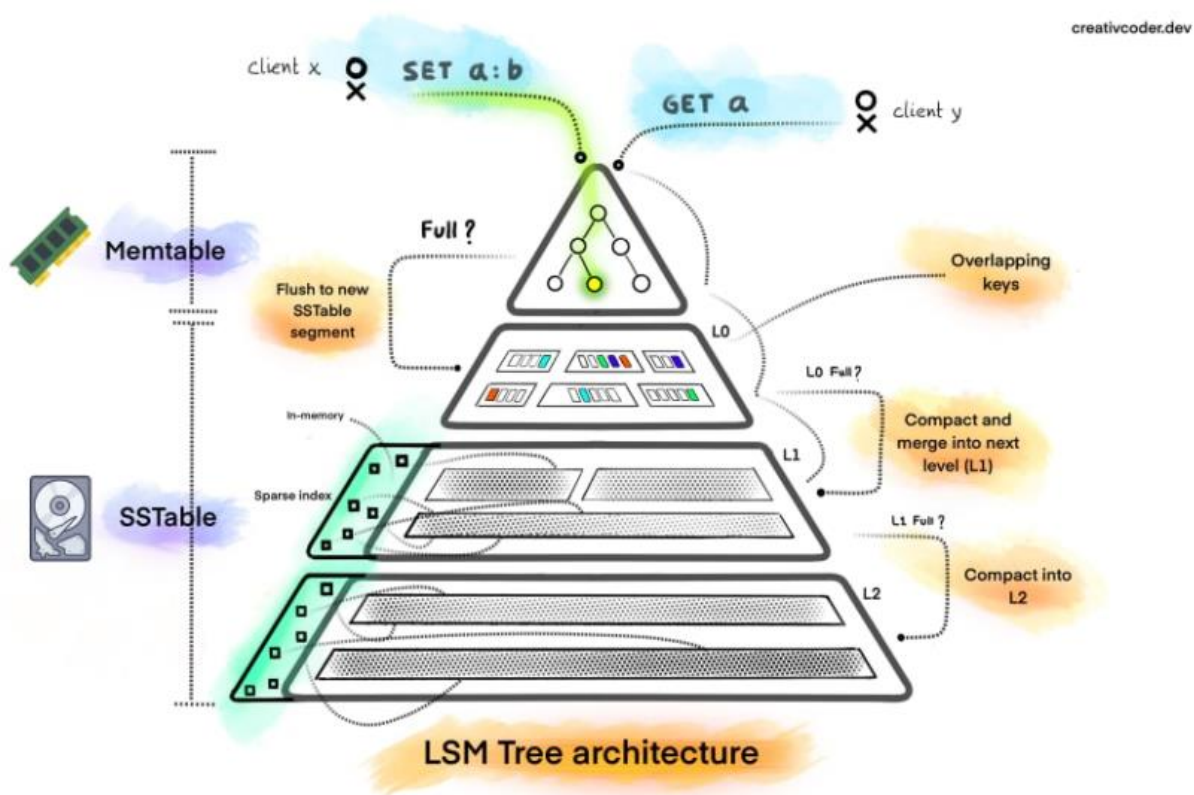 creativcoder.dev
client x
SET a:b
GET a
client y
Full ?
Memtable
Flush to new
SSTable
segment
Overlapping
keys
L0
L0 Full?
In-memory
Compact and
merge into next
level (L1)
L1
Sparse index
SSTable
L1 Full ?
Compact into
L2
L2
LSM Tree architecture